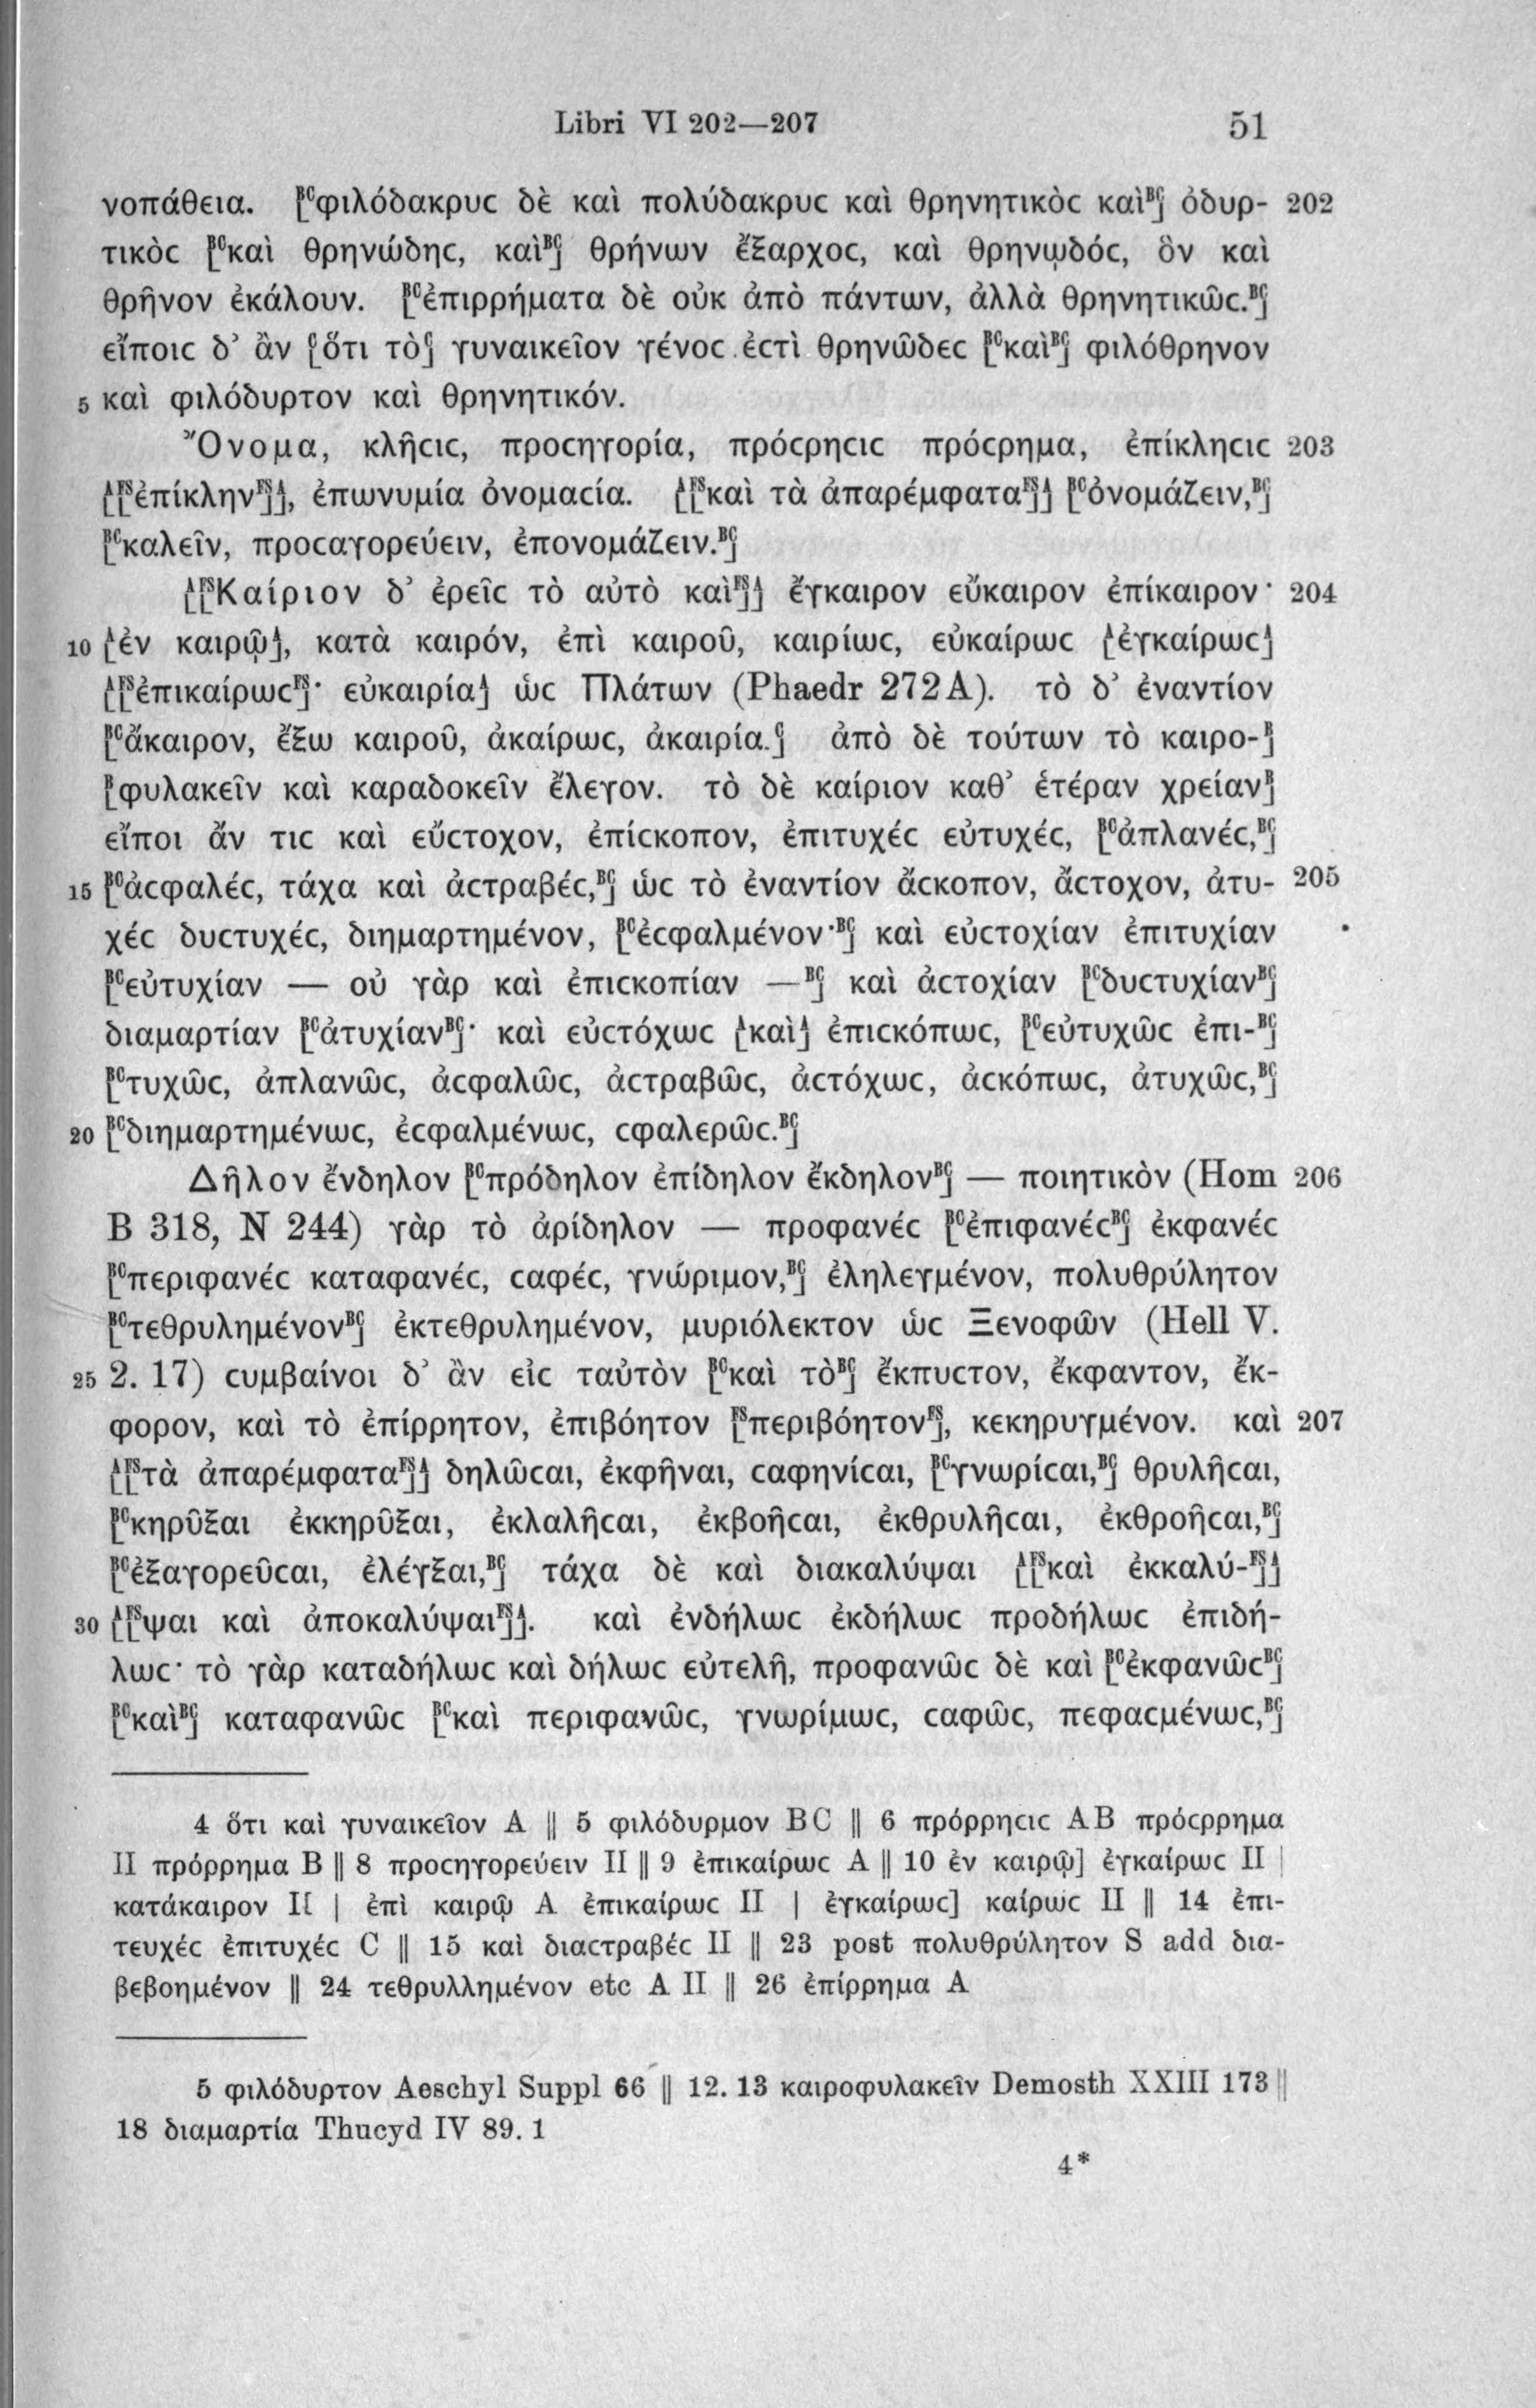 Libri VI 202—207 51
νοπάθεια. [ᴮᶜφιλόδακρυϲ δὲ καὶ πολύδακρυϲ καὶ θρηνητικὸϲ καὶᴮᶜ] ὀδυρ- 202
τικὸϲ [ᴮᶜκαὶ θρηνώδηϲ, καὶᴮᶜ] θρήνων ἔξαρχοϲ, καὶ θρηνῳδόϲ, ὃν καὶ
θρῆνον ἐκάλουν. [ᴮᶜἐπιρρήματα δὲ οὐκ ἀπὸ πάντων, ἀλλὰ θρηνητικῶϲ.ᴮᶜ]
εἴποιϲ δ’ ἂν [ᶜὅτι τὸᶜ] γυναικεῖον γένοϲ ἐϲτὶ θρηνῶδεϲ [ᴮᶜκαὶᴮᶜ] φιλόθρηνον
5 καὶ φιλόδυρτον καὶ θρηνητικόν.
Ὄνομα, κλῆϲιϲ, προϲηγορία, πρόϲρηϲιϲ πρόϲρημα, ἐπίκληϲιϲ 203
[ᴬ[ᶠˢἐπίκληνᶠˢ]ᴬ], ἐπωνυμία ὀνομαϲία. [ᴬ[ᶠˢκαὶ τὰ ἀπαρέμφαταᶠˢ]ᴬ] [ᴮᶜὀνομάζειν,ᴮᶜ]
[ᴮᶜκαλεῖν, προϲαγορεύειν, ἐπονομάζειν.ᴮᶜ]
[ᴬ[ᶠˢΚαίριον δ’ ἐρεῖϲ τὸ αὐτὸ καὶᶠˢ]ᴬ] ἔγκαιρον εὔκαιρον ἐπίκαιρον· 204
10 [ᴬἐν καιρῷᴬ], κατὰ καιρόν, ἐπὶ καιροῦ, καιρίωϲ, εὐκαίρωϲ [ᴬἐγκαίρωϲᴬ]
[ᴬ[ᶠˢἐπικαίρωϲᶠˢ]· εὐκαιρίαᴬ] ὡϲ Πλάτων (Phaedr 272A). τὸ δ’ ἐναντίον
[ᴮᶜἄκαιρον, ἔξω καιροῦ, ἀκαίρωϲ, ἀκαιρία.ᶜ] ἀπὸ δὲ τούτων τὸ καιρο-ᴮ]
[ᴮφυλακεῖν καὶ καραδοκεῖν ἔλεγον. τὸ δὲ καίριον καθ’ ἑτέραν χρείανᴮ]
εἴποι ἄν τιϲ καὶ εὔϲτοχον, ἐπίϲκοπον, ἐπιτυχέϲ εὐτυχέϲ, [ᴮᶜἀπλανέϲ,ᴮᶜ]
15 [ᴮᶜἀϲφαλέϲ, τάχα καὶ ἀϲτραβέϲ,ᴮᶜ] ὡϲ τὸ ἐναντίον ἄϲκοπον, ἄϲτοχον, ἀτυ- 205
χέϲ δυϲτυχέϲ, διημαρτημένον, [ᴮᶜἐϲφαλμένον·ᴮᶜ] καὶ εὐϲτοχίαν ἐπιτυχίαν
[ᴮᶜεὐτυχίαν — οὐ γὰρ καὶ ἐπιϲκοπίαν —ᴮᶜ] καὶ ἀϲτοχίαν [ᴮᶜδυϲτυχίανᴮᶜ]
διαμαρτίαν [ᴮᶜἀτυχίανᴮᶜ]· καὶ εὐϲτόχωϲ [ᴬκαὶᴬ] ἐπιϲκόπωϲ, [ᴮᶜεὐτυχῶϲ ἐπι-ᴮᶜ]
[ᴮᶜτυχῶϲ, ἀπλανῶϲ, ἀϲφαλῶϲ, ἀϲτραβῶϲ, ἀϲτόχωϲ, ἀϲκόπωϲ, ἀτυχῶϲ,ᴮᶜ]
20 [ᴮᶜδιημαρτημένωϲ, ἐϲφαλμένωϲ, ϲφαλερῶϲ.ᴮᶜ]
Δῆλον ἔνδηλον [ᴮᶜπρόδηλον ἐπίδηλον ἔκδηλονᴮᶜ] — ποιητικὸν (Hom 206
B 318, N 244) γὰρ τὸ ἀρίδηλον — προφανέϲ [ᴮᶜἐπιφανέϲᴮᶜ] ἐκφανέϲ
[ᴮᶜπεριφανέϲ καταφανέϲ, ϲαφέϲ, γνώριμον,ᴮᶜ] ἐληλεγμένον, πολυθρύλητον
[ᴮᶜτεθρυλημένονᴮᶜ] ἐκτεθρυλημένον, μυριόλεκτον ὡϲ Ξενοφῶν (Hell V.
25 2. 17) ϲυμβαίνοι δ’ ἂν εἰϲ ταὐτὸν [ᴮᶜκαὶ τὸᴮᶜ] ἔκπυϲτον, ἔκφαντον, ἔκ-
φορον, καὶ τὸ ἐπίρρητον, ἐπιβόητον [ᶠˢπεριβόητονᶠˢ], κεκηρυγμένον. καὶ 207
[ᴬ[ᶠˢτὰ ἀπαρέμφαταᶠˢ]ᴬ] δηλῶϲαι, ἐκφῆναι, ϲαφηνίϲαι, [ᴮᶜγνωρίϲαι,ᴮᶜ] θρυλῆϲαι,
[ᴮᶜκηρῦξαι ἐκκηρῦξαι, ἐκλαλῆϲαι, ἐκβοῆϲαι, ἐκθρυλῆϲαι, ἐκθροῆϲαι,ᴮᶜ]
[ᴮᶜἐξαγορεῦϲαι, ἐλέγξαι,ᴮᶜ] τάχα δὲ καὶ διακαλύψαι [ᴬ[ᶠˢκαὶ ἐκκαλύ-ᶠˢ]ᴬ]
30 [ᴬ[ᶠˢψαι καὶ ἀποκαλύψαιᶠˢ]ᴬ]. καὶ ἐνδήλωϲ ἐκδήλωϲ προδήλωϲ ἐπιδή-
λωϲ· τὸ γὰρ καταδήλωϲ καὶ δήλωϲ εὐτελῆ, προφανῶϲ δὲ καὶ [ᴮᶜἐκφανῶϲᴮᶜ]
[ᴮᶜκαὶᴮᶜ] καταφανῶϲ [ᴮᶜκαὶ περιφανῶϲ, γνωρίμωϲ, ϲαφῶϲ, πεφαϲμένωϲ,ᴮᶜ]
4 ὅτι καὶ γυναικεῖον A || 5 φιλόδυρμον BC || 6 πρόρρηϲιϲ AB πρόϲρρημα
II πρόρρημα B || 8 προϲηγορεύειν II || 9 ἐπικαίρωϲ A || 10 ἐν καιρῷ] ἐγκαίρωϲ II |
κατάκαιρον II | ἐπὶ καιρῷ A ἐπικαίρωϲ II | ἐγκαίρωϲ] καίρωϲ II || 14 ἐπι-
τευχέϲ ἐπιτυχέϲ C || 15 καὶ διαϲτραβέϲ II || 23 post πολυθρύλητον S add δια-
βεβοημένον || 24 τεθρυλλημένον etc A II || 26 ἐπίρρημα A
5 φιλόδυρτον Aeschyl Suppl 66 || 12. 13 καιροφυλακεῖν Demosth XXIII 173 ||
18 διαμαρτία Thucyd IV 89. 1
4*